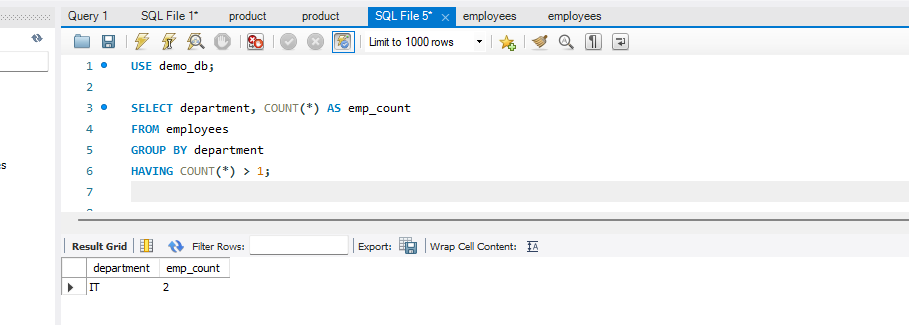 Query 1 SQL File 1* product product SQL File 5* × employees employees
Limit to 1000 rows
1 USE demo_db;
2
3 SELECT department, COUNT(*) AS emp_count
4 FROM employees
5 GROUP BY department
6 HAVING COUNT(*) > 1;
7
Result Grid Filter Rows: Export: Wrap Cell Content: IA
department emp_count
IT 2